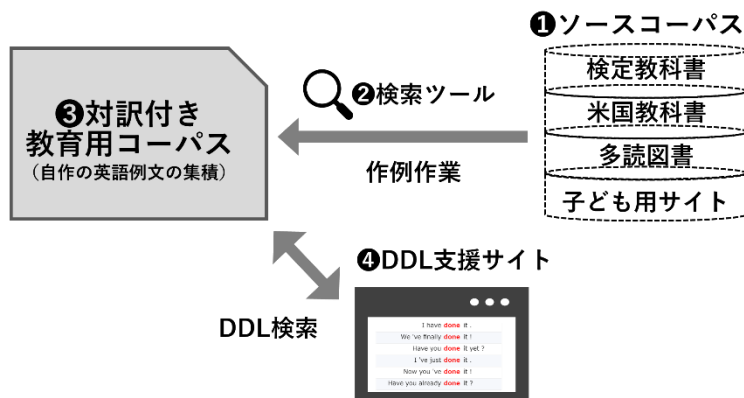 ❶ソースコーパス
検定教科書
米国教科書
多読図書
子ども用サイト
❷検索ツール
作例作業
❸対訳付き
教育用コーパス
（自作の英語例文の集積）
❹DDL支援サイト
DDL検索
I have done it .
We 've finally done it !
Have you done it yet ?
I 've just done it .
Now you 've done it !
Have you already done it ?